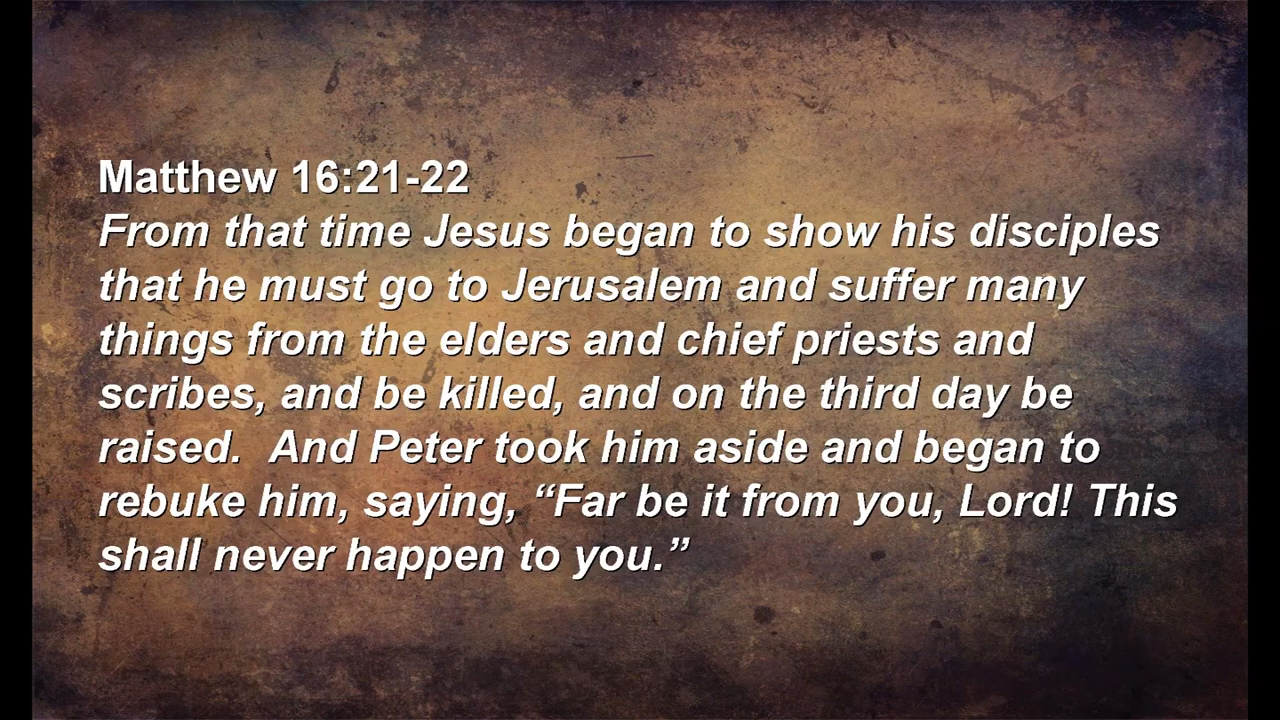 Matthew 16:21-22
From that time Jesus began to show his disciples
that he must go to Jerusalem and suffer many
things from the elders and chief priests and
scribes, and be killed, and on the third day be
raised.  And Peter took him aside and began to
rebuke him, saying, “Far be it from you, Lord! This
shall never happen to you.”